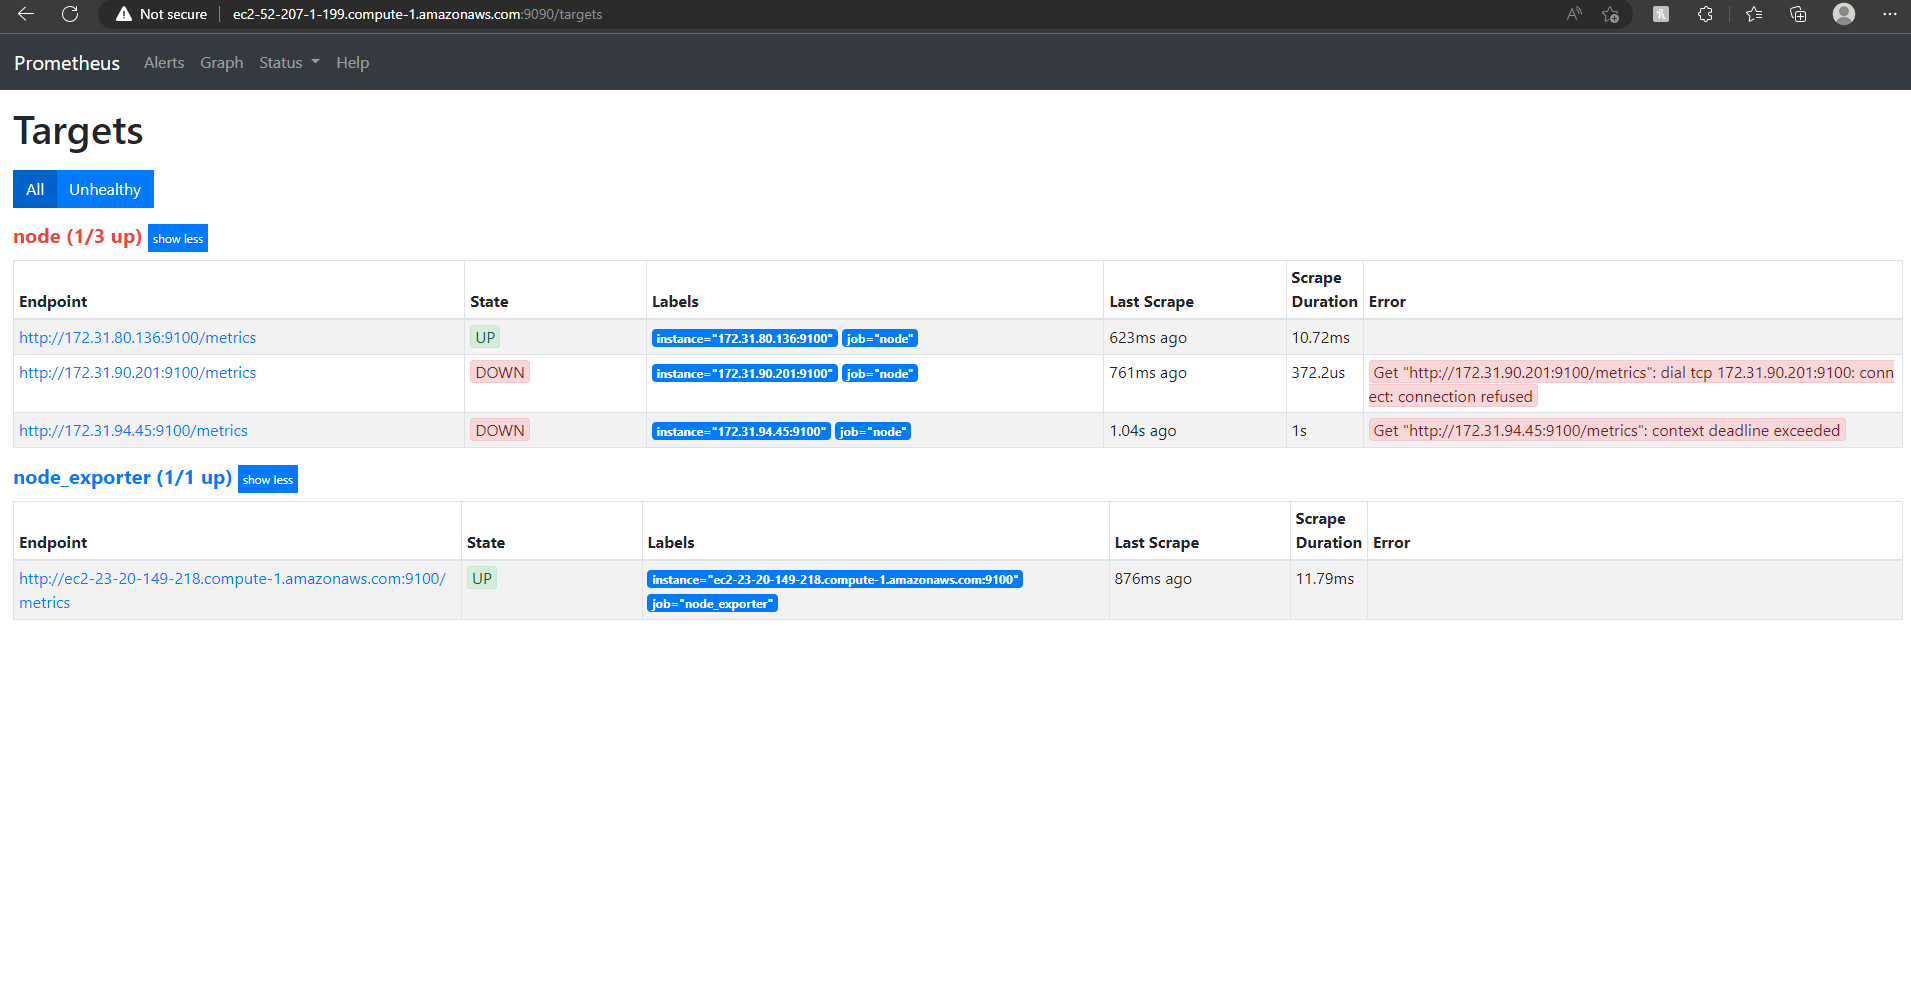 Not secure ec2-52-207-1-199.compute-1.amazonaws.com:9090/targets
Prometheus Alerts Graph Status Help
Targets
All Unhealthy
node (1/3 up) show less
Endpoint State Labels Last Scrape Scrape Duration Error
http://172.31.80.136:9100/metrics UP instance="172.31.80.136:9100" job="node" 623ms ago 10.72ms
http://172.31.90.201:9100/metrics DOWN instance="172.31.90.201:9100" job="node" 761ms ago 372.2us Get "http://172.31.90.201:9100/metrics": dial tcp 172.31.90.201:9100: conn
ect: connection refused
http://172.31.94.45:9100/metrics DOWN instance="172.31.94.45:9100" job="node" 1.04s ago 1s Get "http://172.31.94.45:9100/metrics": context deadline exceeded
node_exporter (1/1 up) show less
Endpoint State Labels Last Scrape Scrape Duration Error
http://ec2-23-20-149-218.compute-1.amazonaws.com:9100/ UP instance="ec2-23-20-149-218.compute-1.amazonaws.com:9100" 876ms ago 11.79ms
metrics job="node_exporter"